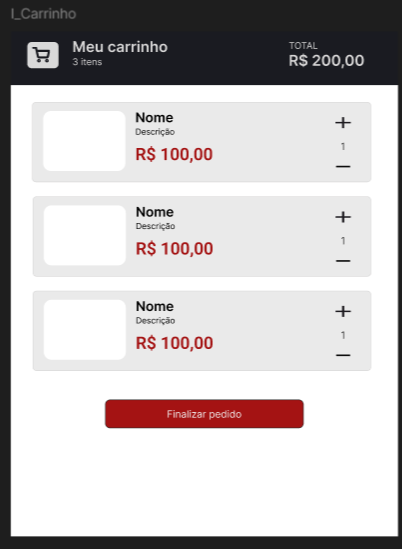 I_Carrinho
Meu carrinho
3 itens
TOTAL
R$ 200,00
Nome
Descrição
R$ 100,00
1
Nome
Descrição
R$ 100,00
1
Nome
Descrição
R$ 100,00
1
Finalizar pedido